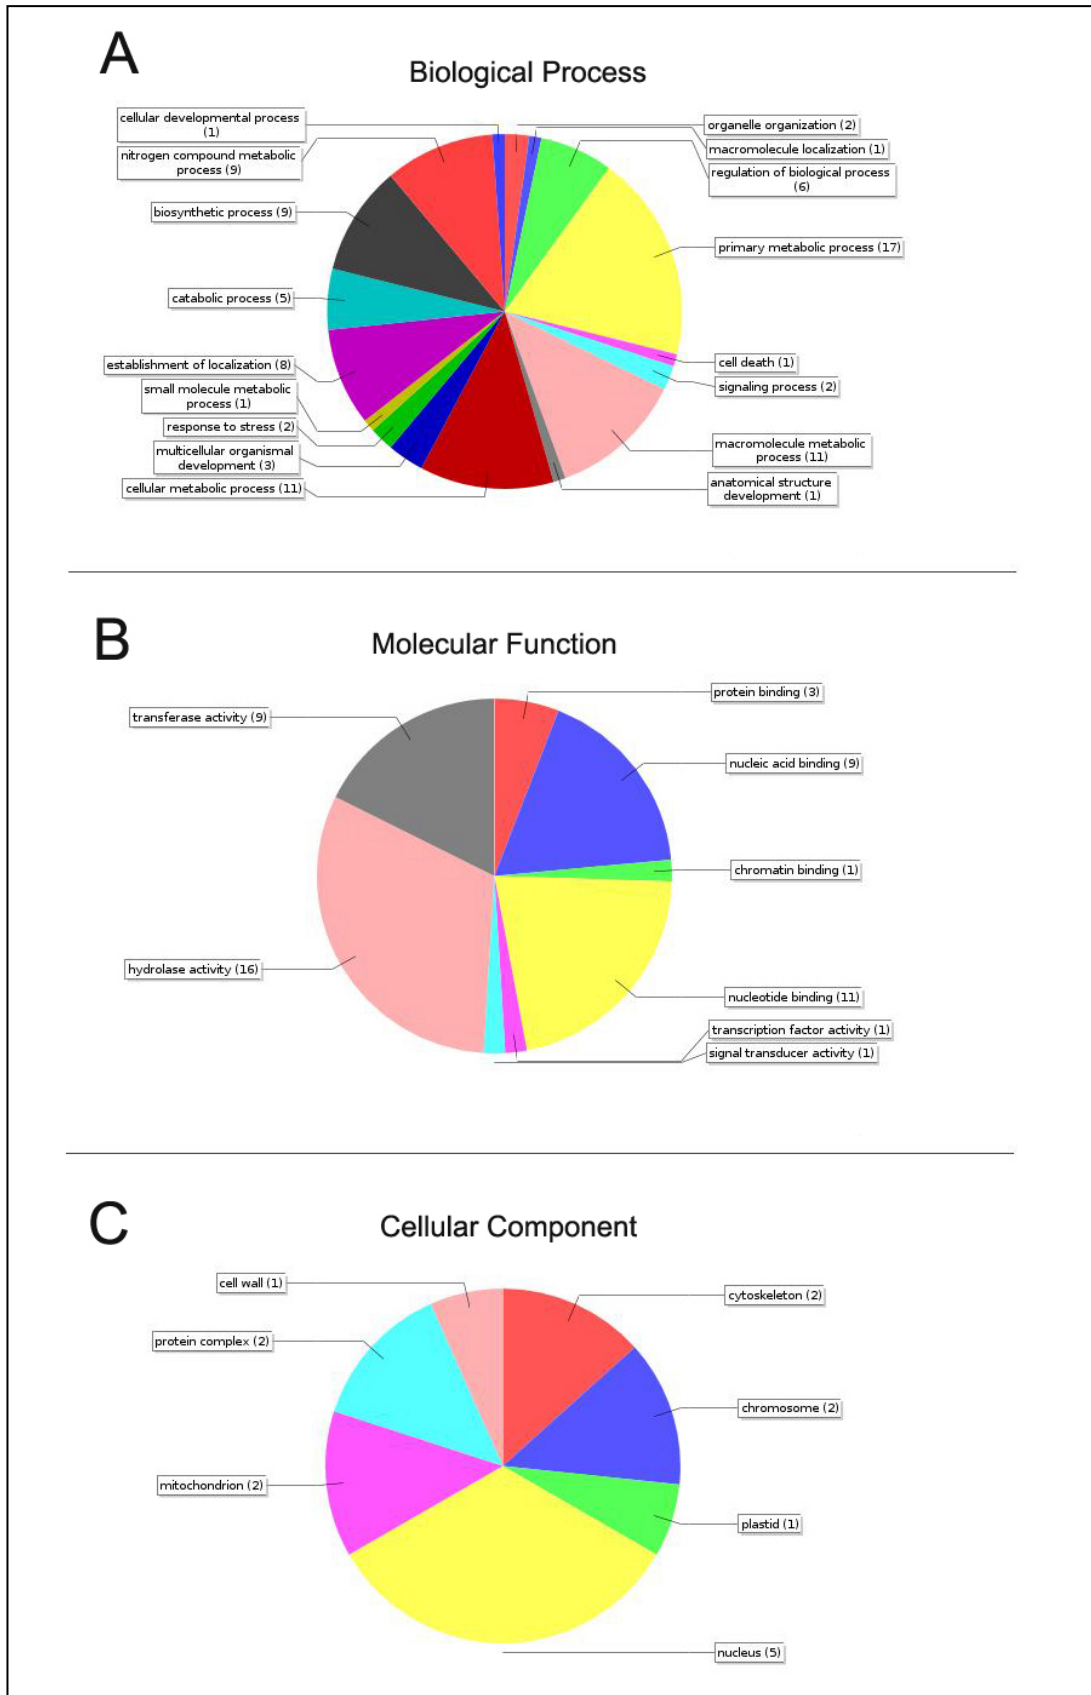 A
Biological Process
cellular developmental process
(1)
nitrogen compound metabolic
process (9)
biosynthetic process (9)
catabolic process (5)
establishment of localization (8)
small molecule metabolic
process (1)
response to stress (2)
multicellular organismal
development (3)
cellular metabolic process (11)
organelle organization (2)
macromolecule localization (1)
regulation of biological process
(6)
primary metabolic process (17)
cell death (1)
signaling process (2)
macromolecule metabolic
process (11)
anatomical structure
development (1)
B
Molecular Function
transferase activity (9)
hydrolase activity (16)
protein binding (3)
nucleic acid binding (9)
chromatin binding (1)
nucleotide binding (11)
transcription factor activity (1)
signal transducer activity (1)
C
Cellular Component
cell wall (1)
protein complex (2)
mitochondrion (2)
cytoskeleton (2)
chromosome (2)
plastid (1)
nucleus (5)